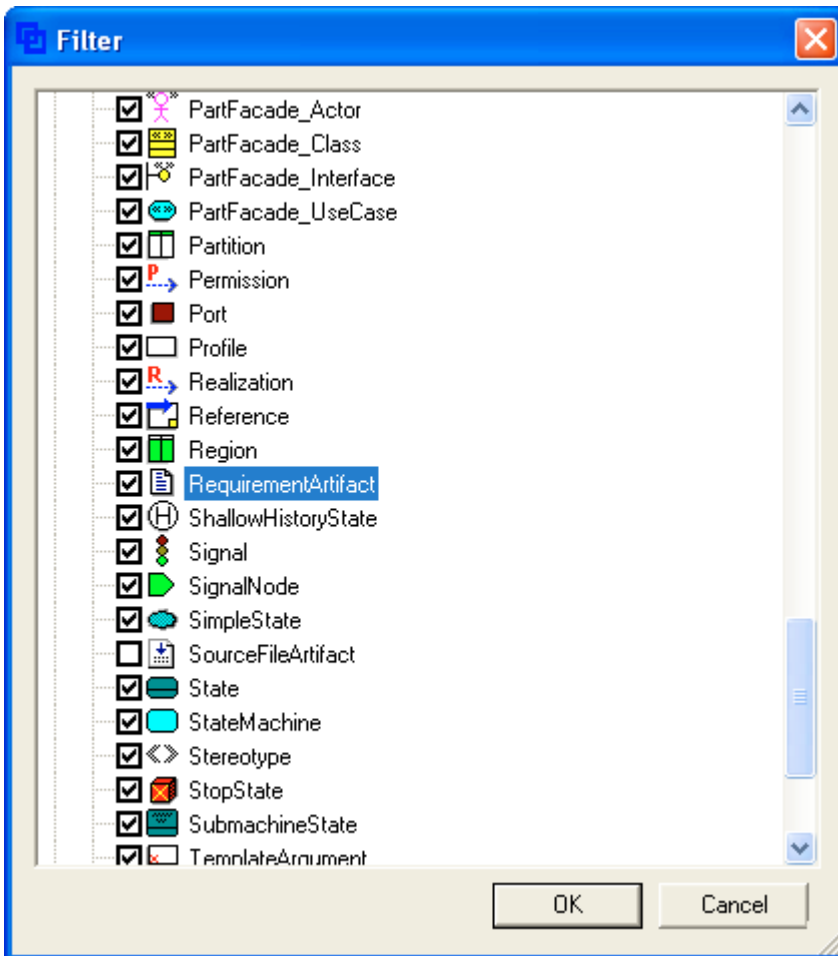 Filter
PartFacade_Actor
PartFacade_Class
PartFacade_Interface
PartFacade_UseCase
Partition
P Permission
Port
Profile
R Realization
Reference
Region
RequirementArtifact
H ShallowHistoryState
Signal
SignalNode
SimpleState
SourceFileArtifact
State
StateMachine
Stereotype
StopState
SubmachineState
TemplateArgument
OK Cancel